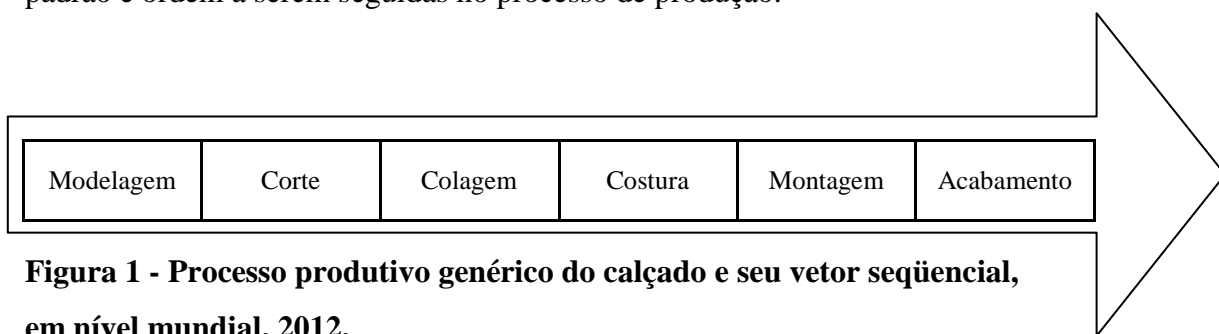 padrão e ordem a serem seguidas no processo de produção.
Modelagem Corte Colagem Costura Montagem Acabamento
Figura 1 - Processo produtivo genérico do calçado e seu vetor seqüencial,
em nível mundial, 2012.